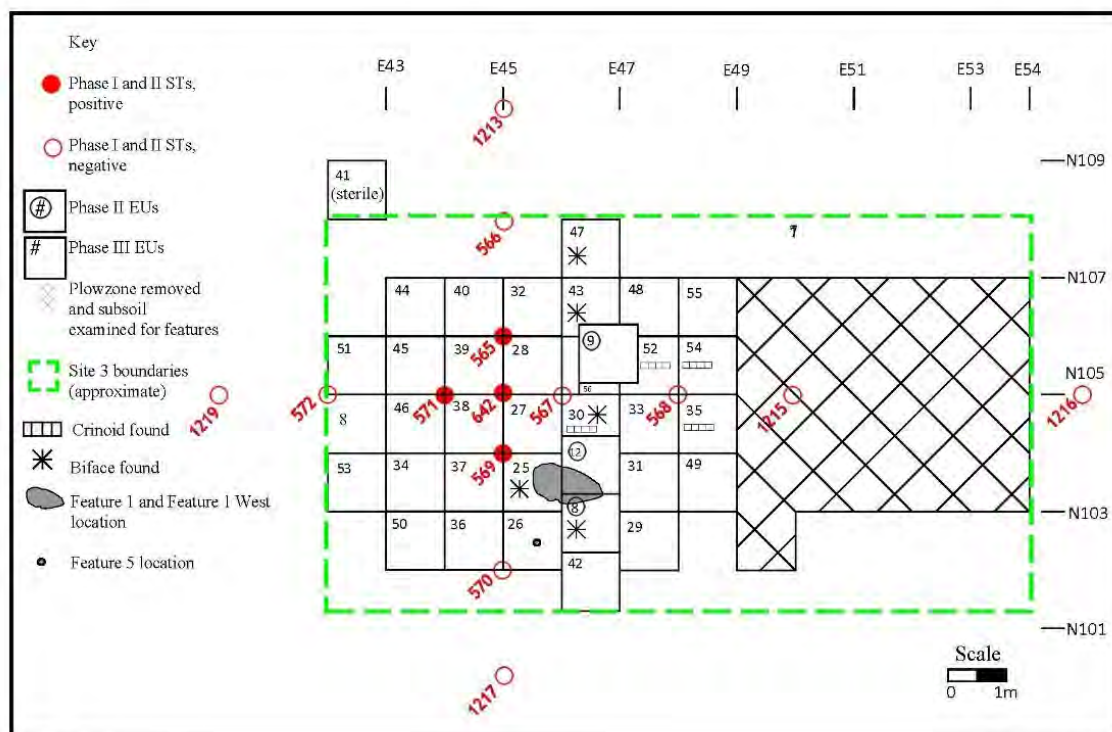 Key
Phase I and II STs,
positive
Phase I and II STs,
negative
# Phase II EUs
# Phase III EUs
Plowzone removed
and subsoil
examined for features
Site 3 boundaries
(approximate)
Crinoid found
Biface found
Feature 1 and Feature 1 West
location
Feature 5 location
E43 E45 E47 E49 E51 E53 E54
1213
N109
41
(sterile)
566
47
N107
44 40 32 43 48 55
565
9
51 45 39 28 52 54
56
N105
1219 572 571 642 567 568 1215 1216
8 46 38 27 30 33 35
569
12
53 34 37 25 31 49
8
N103
50 36 26 29
570
42
N101
1217
Scale
0 1m